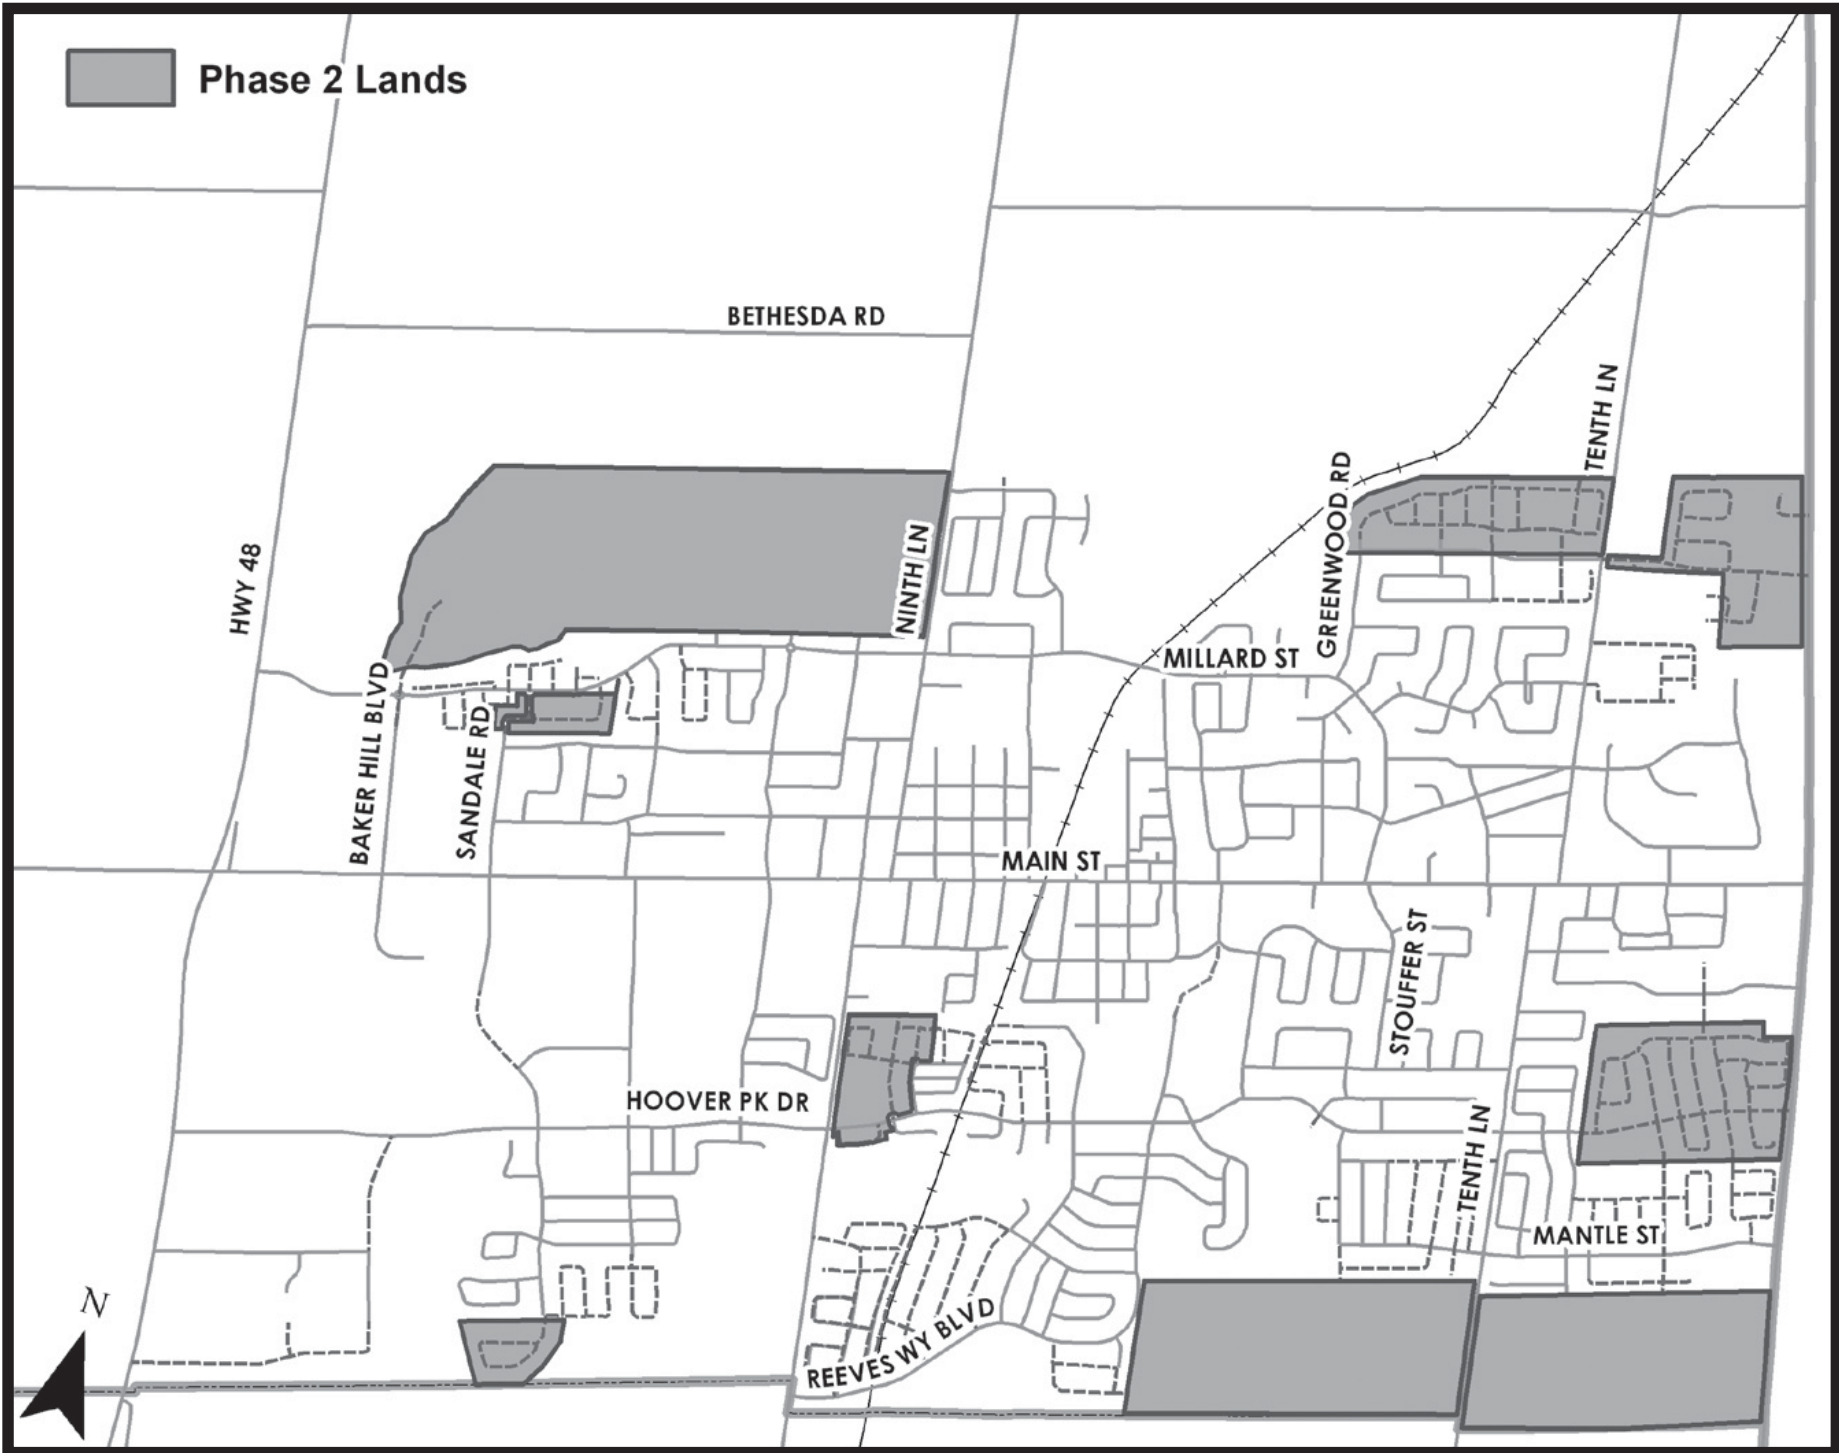 Phase 2 Lands
BETHESDA RD
TENTH LN
GREENWOOD RD
HWY 48
NINTH LN
MILLARD ST
BAKER HILL BLVD
SANDALE RD
MAIN ST
STOUFFER ST
HOOVER PK DR
TENTH LN
MANTLE ST
N
REEVES WY BLVD